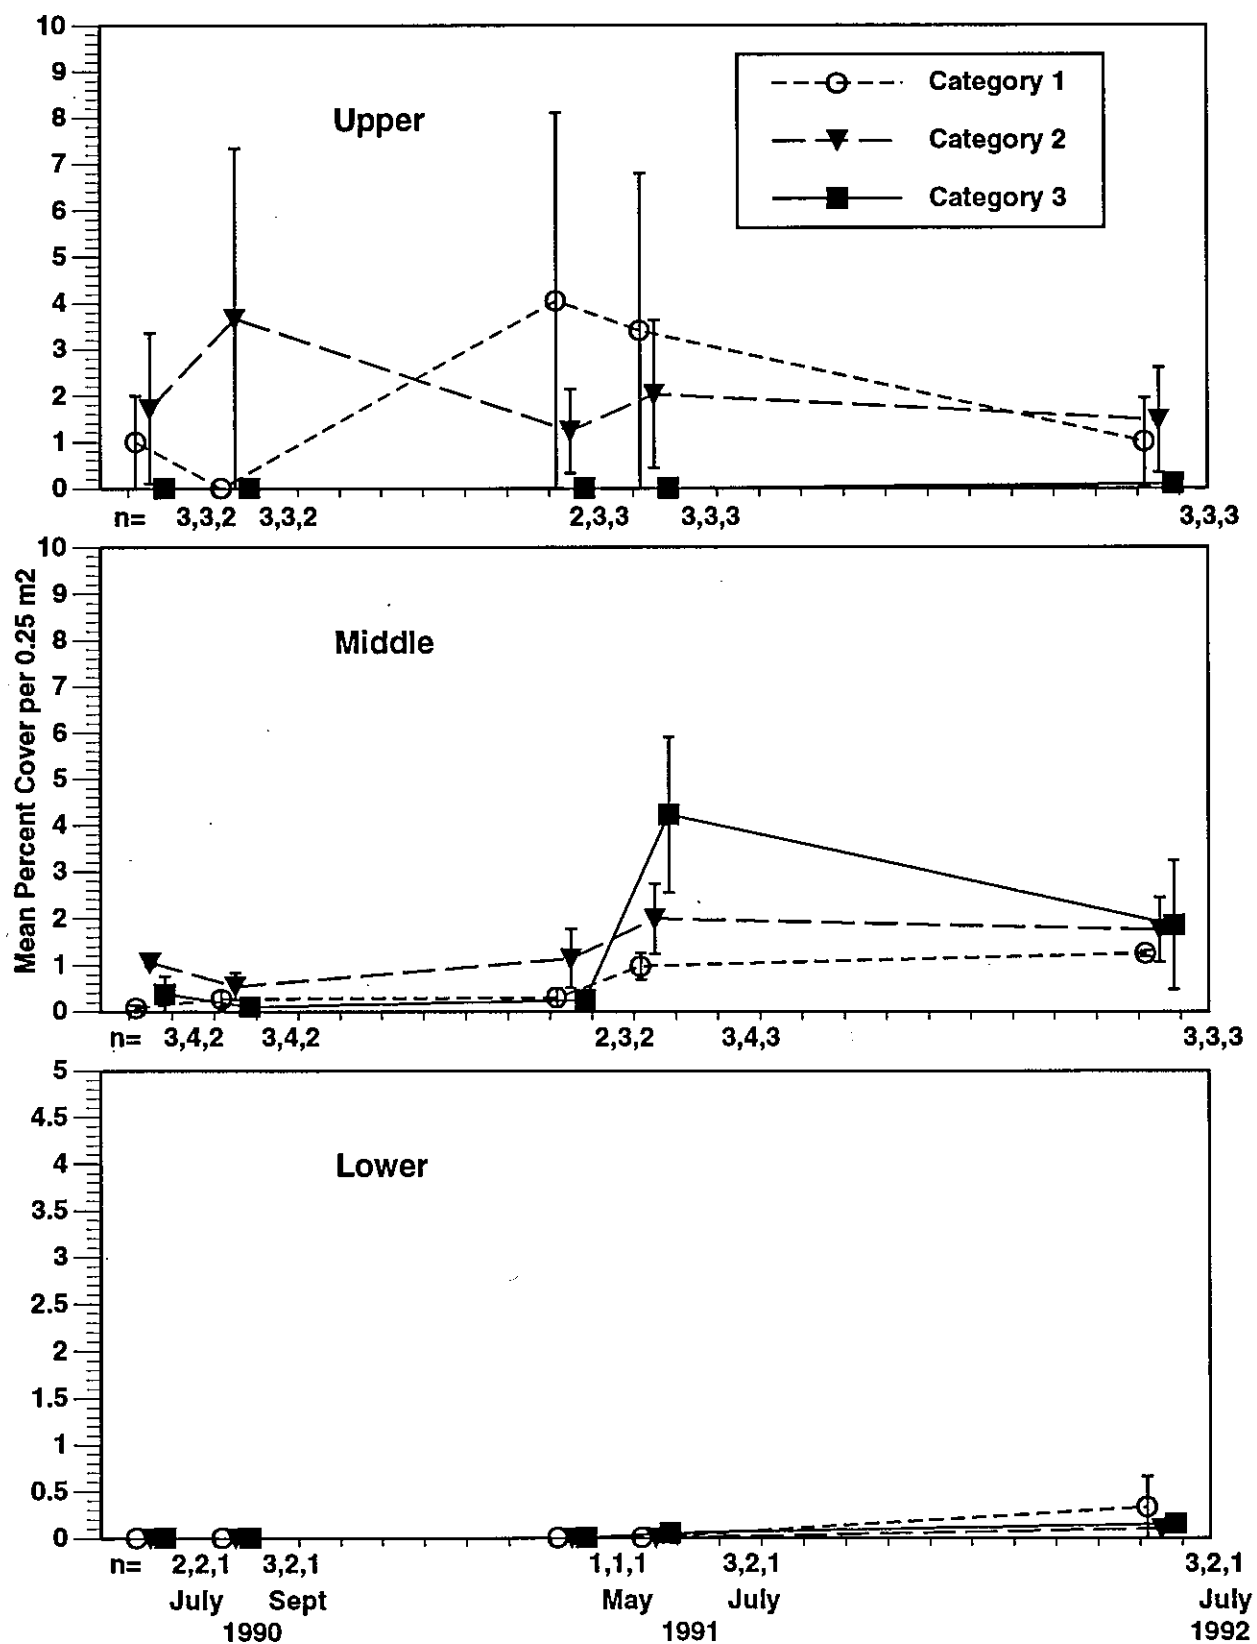 10
9
8
7
6
5
4
3
2
1
0
Upper
Category 1
Category 2
Category 3
n= 3,3,2 3,3,2 2,3,3 3,3,3 3,3,3
Mean Percent Cover per 0.25 m2
10
9
8
7
6
5
4
3
2
1
0
Middle
n= 3,4,2 3,4,2 2,3,2 3,4,3 3,3,3
5
4.5
4
3.5
3
2.5
2
1.5
1
0.5
0
Lower
n= 2,2,1 3,2,1 1,1,1 3,2,1 3,2,1
July Sept May July July
1990 1991 1992